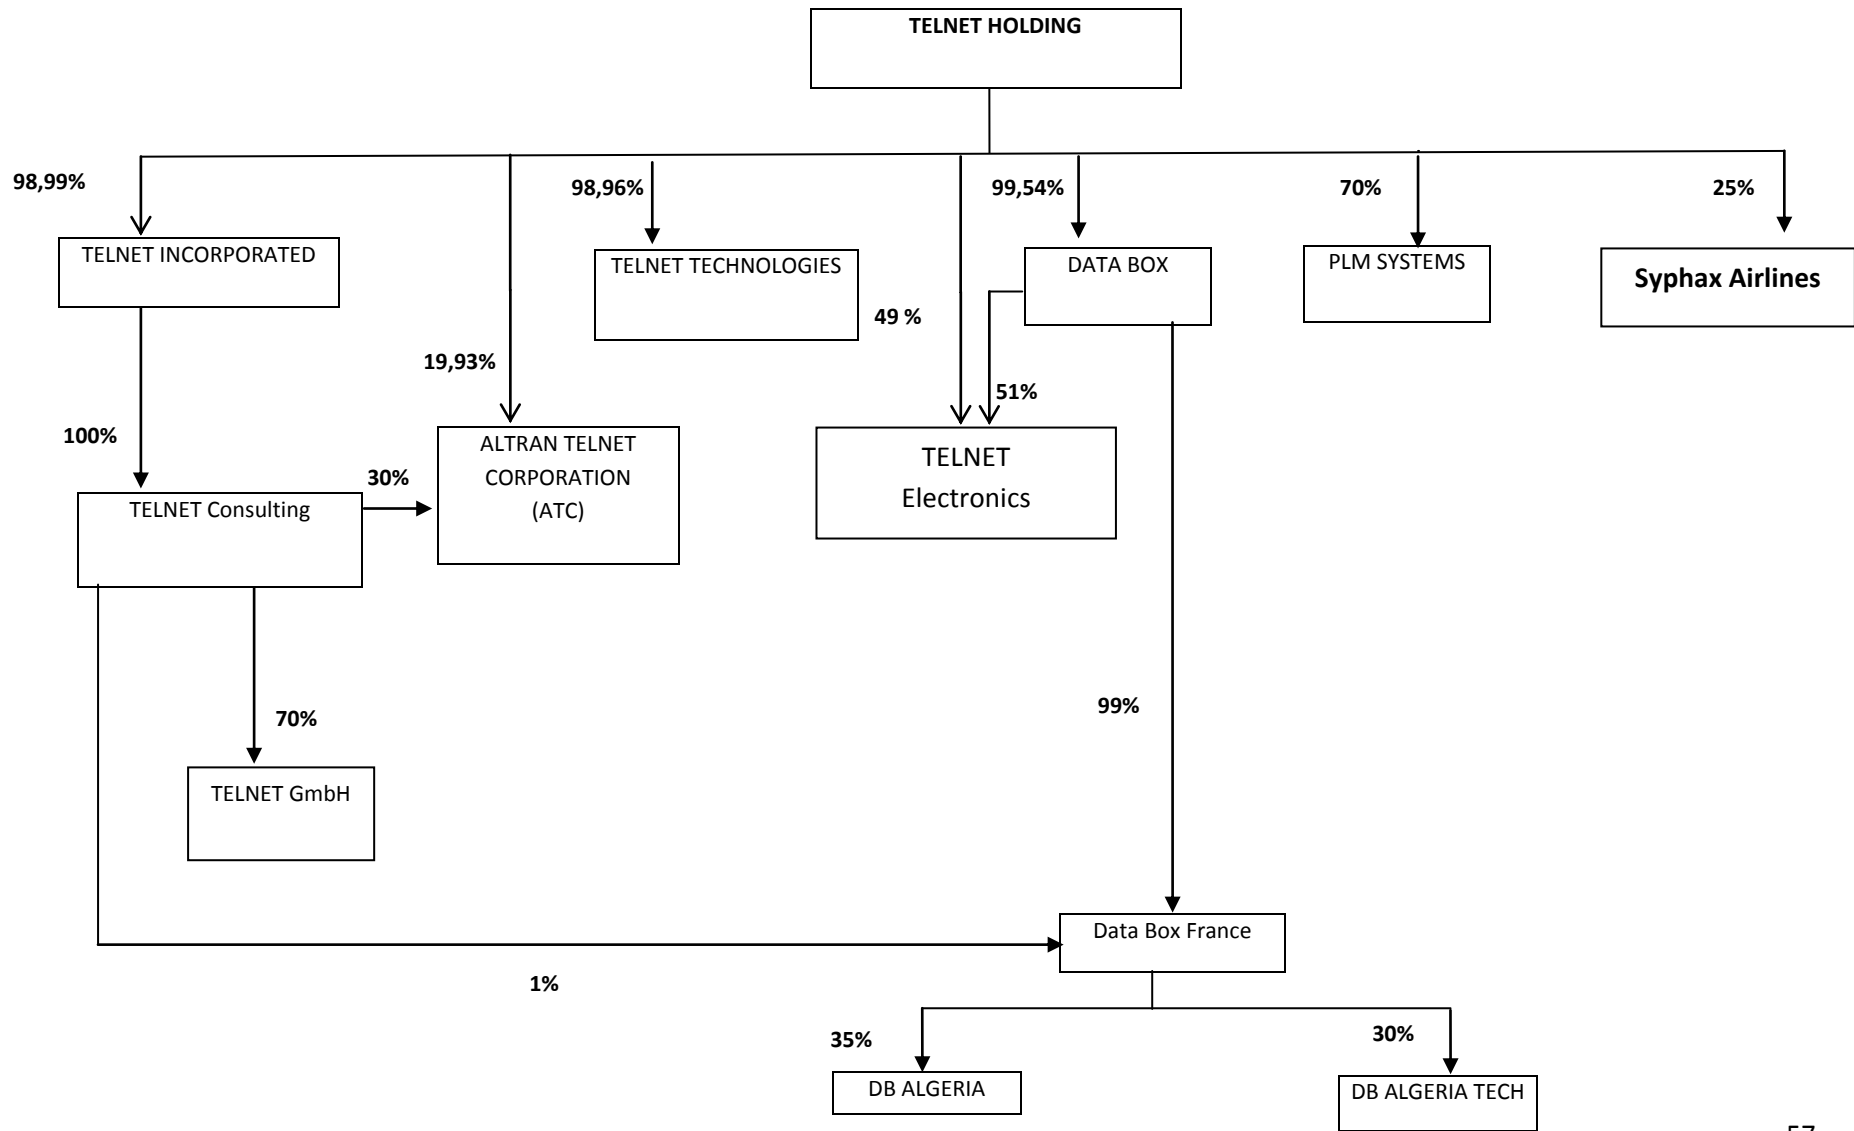 TELNET HOLDING
98,99%
98,96%
99,54%
70%
25%
TELNET INCORPORATED
TELNET TECHNOLOGIES
DATA BOX
PLM SYSTEMS
Syphax Airlines
49 %
19,93%
51%
100%
ALTRAN TELNET
CORPORATION
(ATC)
TELNET
Electronics
30%
TELNET Consulting
70%
99%
TELNET GmbH
Data Box France
1%
35%
30%
DB ALGERIA
DB ALGERIA TECH
57